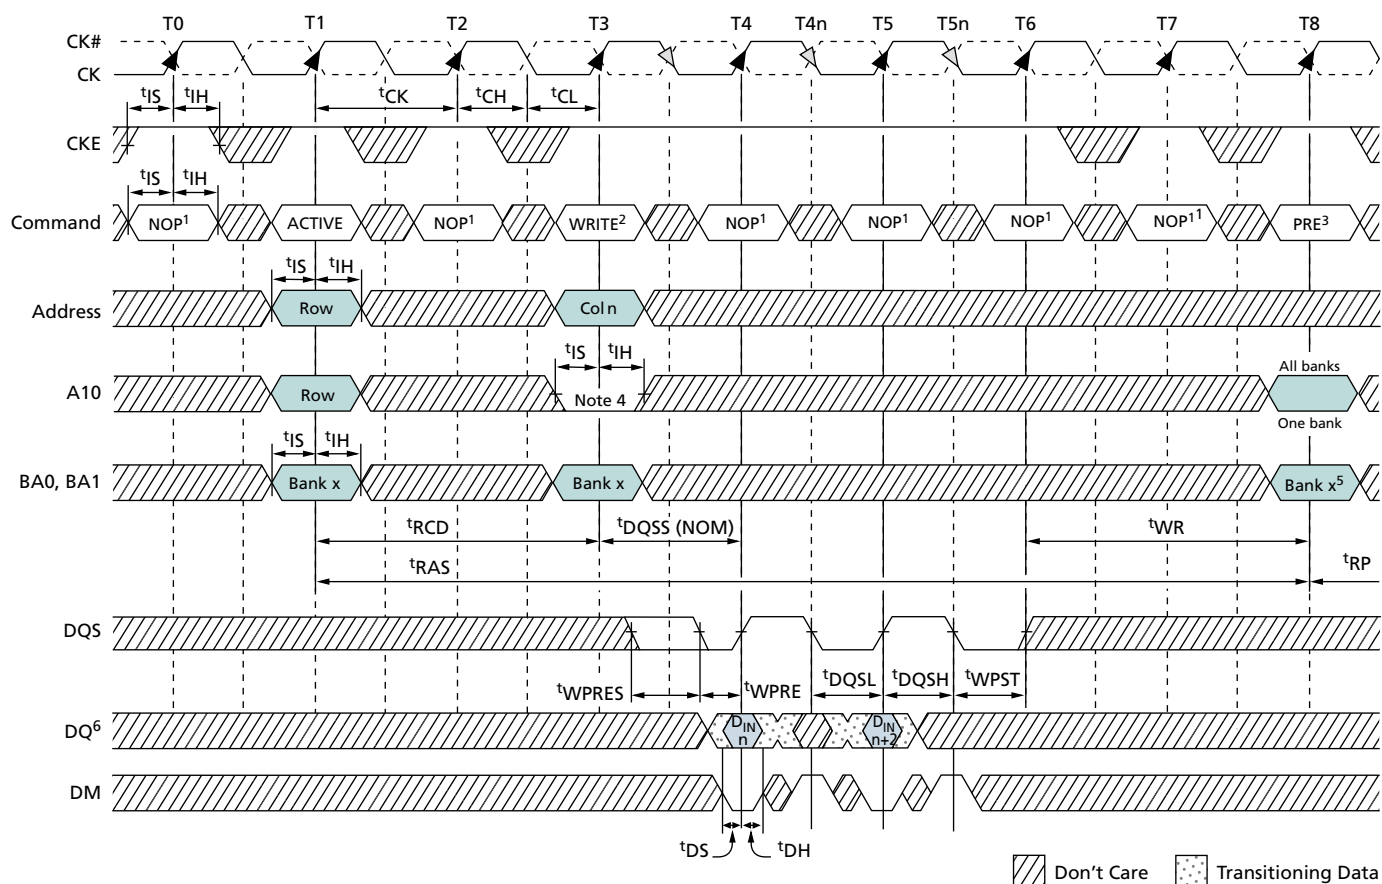 T0 T1 T2 T3 T4 T4n T5 T5n T6 T7 T8
CK#
CK
tIS tIH tCK tCH tCL
CKE
tIS tIH
Command NOP1 ACTIVE NOP1 WRITE2 NOP1 NOP1 NOP1 NOP1 1 PRE3
tIS tIH
Address Row Col n
tIS tIH All banks
A10 Row Note 4
One bank
tIS tIH
BA0, BA1 Bank x Bank x Bank x5
tRCD tDQSS (NOM) tWR
tRAS tRP
DQS
tWPRES tWPRE tDQSL tDQSH tWPST
DQ6 DIN n DIN n+2
DM
tDS tDH
Don't Care Transitioning Data